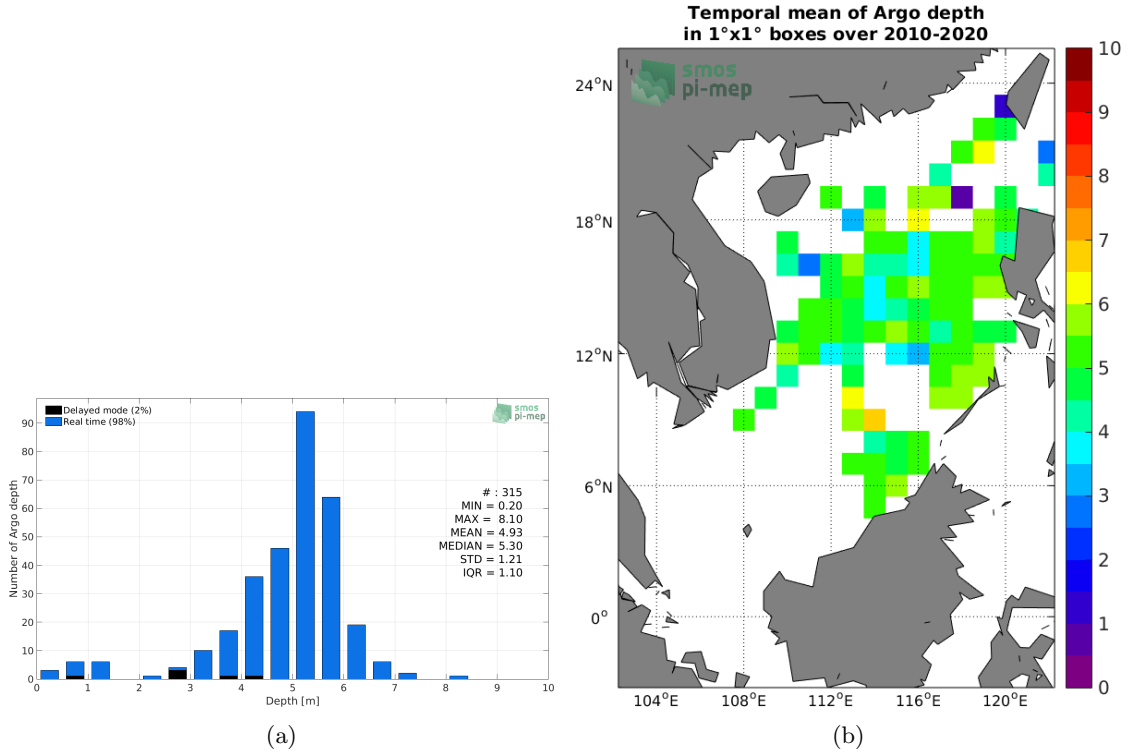 Delayed mode (2%)
Real time (98%)
smos
pi-mep
# : 315
MIN = 0.20
MAX = 8.10
MEAN = 4.93
MEDIAN = 5.30
STD = 1.21
IQR = 1.10
Number of Argo depth
90
80
70
60
50
40
30
20
10
0
0 1 2 3 4 5 6 7 8 9 10
Depth [m]
(a)
Temporal mean of Argo depth
in 1°x1° boxes over 2010-2020
smos
pi-mep
24°N
18°N
12°N
6°N
0°
104°E 108°E 112°E 116°E 120°E
10
9
8
7
6
5
4
3
2
1
0
(b)